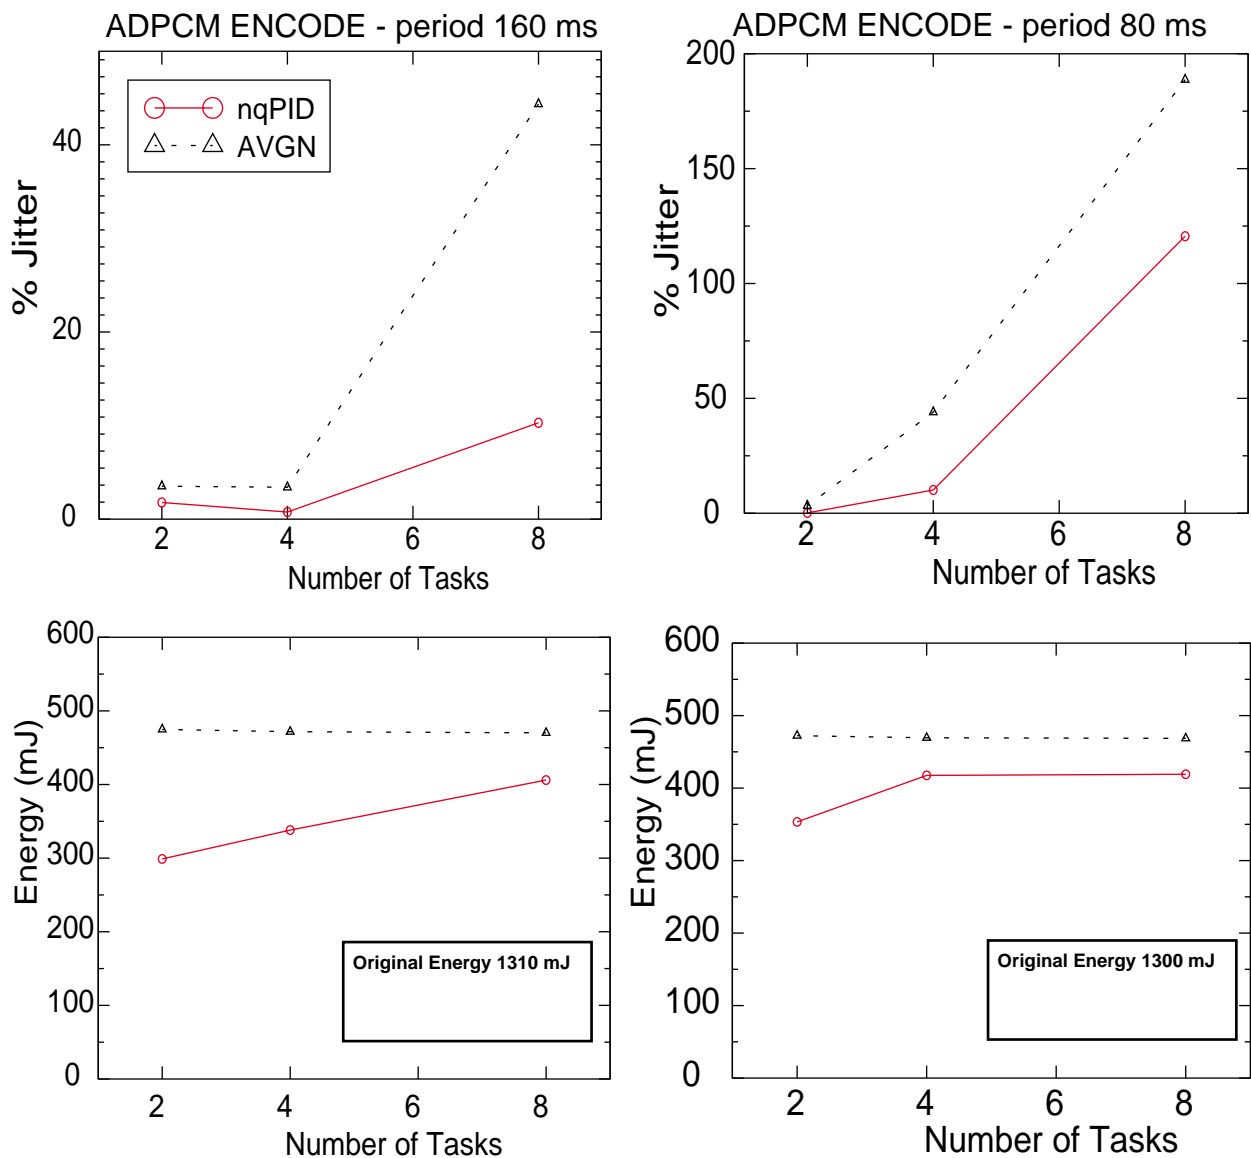 ADPCM ENCODE - period 160 ms
nqPID
AVGN
40
20
0
% Jitter
2 4 6 8
Number of Tasks
ADPCM ENCODE - period 80 ms
200
150
100
50
0
% Jitter
2 4 6 8
Number of Tasks
600
500
400
300
200
100
0
Energy (mJ)
Original Energy 1310 mJ
2 4 6 8
Number of Tasks
600
500
400
300
200
100
0
Energy (mJ)
Original Energy 1300 mJ
2 4 6 8
Number of Tasks